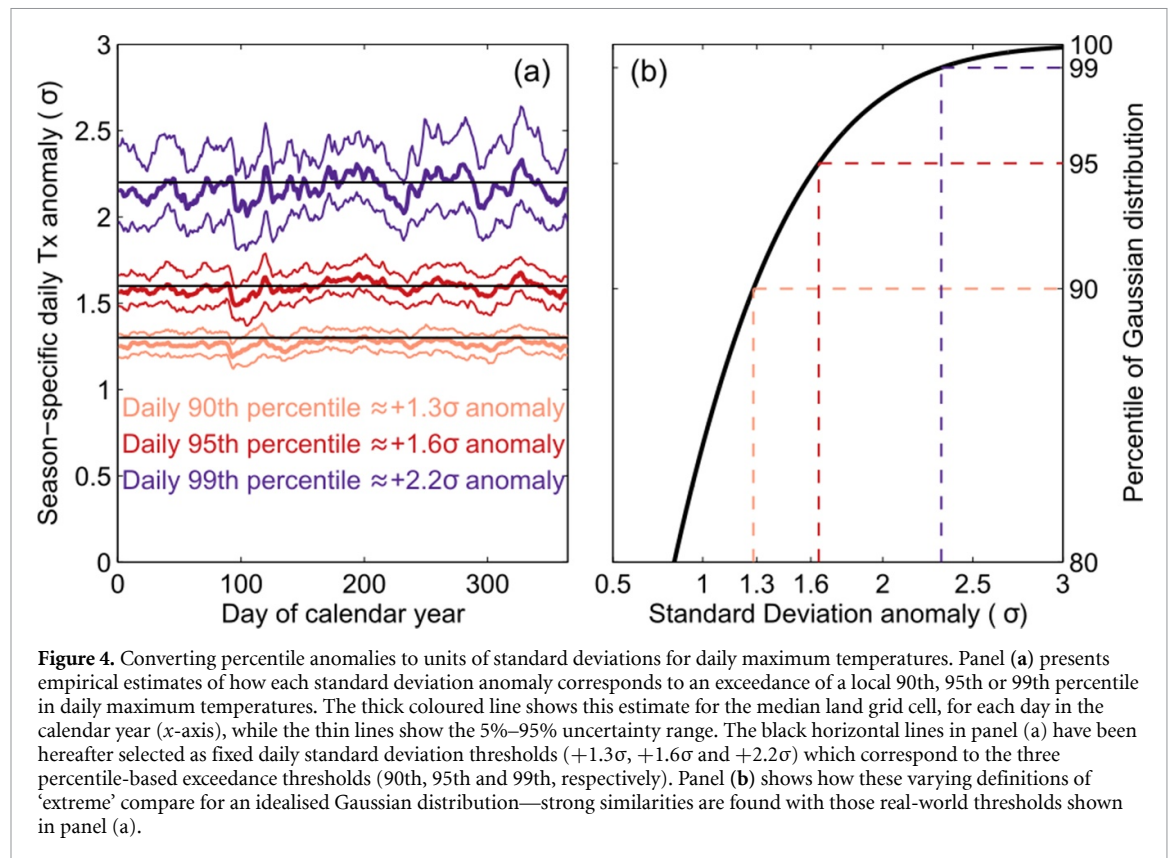 3
2.5
2
1.5
1
0.5
0
Season−specific daily Tx anomaly ( σ)
(a)
Daily 90th percentile ≈+1.3σ anomaly
Daily 95th percentile ≈+1.6σ anomaly
Daily 99th percentile ≈+2.2σ anomaly
0 100 200 300
Day of calendar year
(b)
100
99
95
90
80
Percentile of Gaussian distribution
0.5 1 1.3 1.6 2 2.5 3
Standard Deviation anomaly ( σ)
Figure 4. Converting percentile anomalies to units of standard deviations for daily maximum temperatures. Panel (a) presents
empirical estimates of how each standard deviation anomaly corresponds to an exceedance of a local 90th, 95th or 99th percentile
in daily maximum temperatures. The thick coloured line shows this estimate for the median land grid cell, for each day in the
calendar year (x-axis), while the thin lines show the 5%–95% uncertainty range. The black horizontal lines in panel (a) have been
hereafter selected as fixed daily standard deviation thresholds (+1.3σ, +1.6σ and +2.2σ) which correspond to the three
percentile-based exceedance thresholds (90th, 95th and 99th, respectively). Panel (b) shows how these varying definitions of
‘extreme’ compare for an idealised Gaussian distribution—strong similarities are found with those real-world thresholds shown
in panel (a).